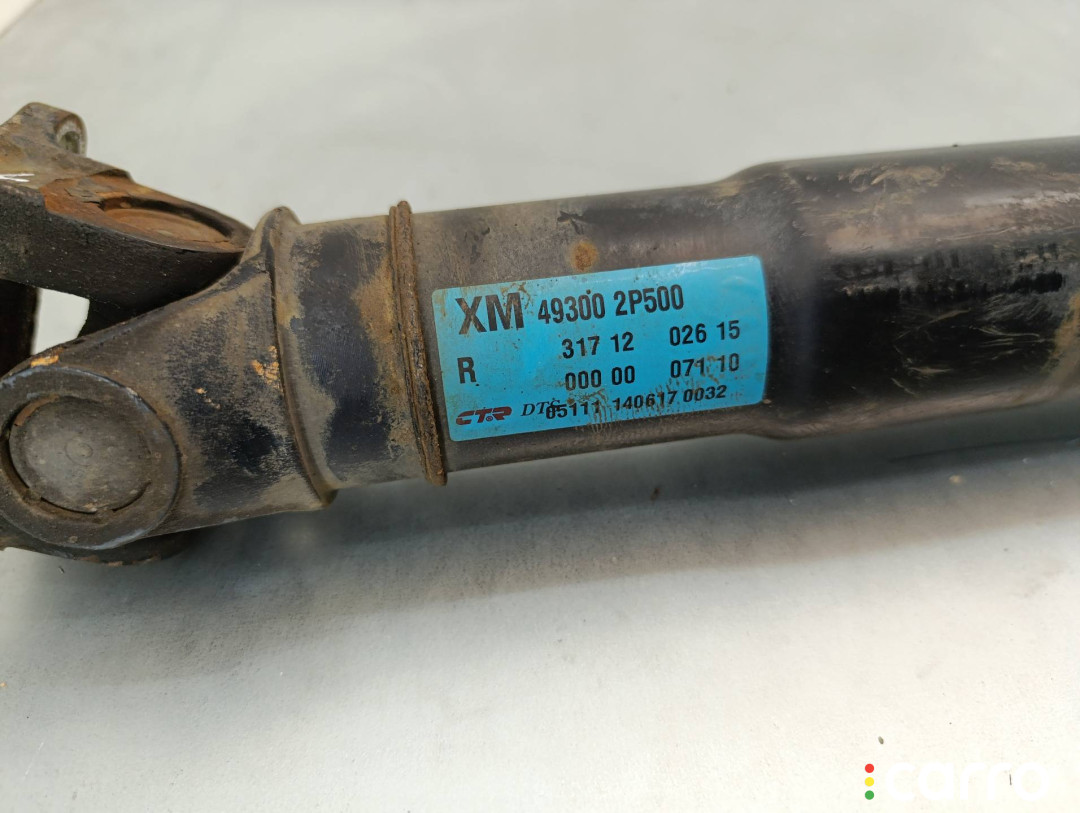 XM 49300 2P500
317 12 026 15
R 000 00 071 10
CTR DTS 05111 140617 0032
carro